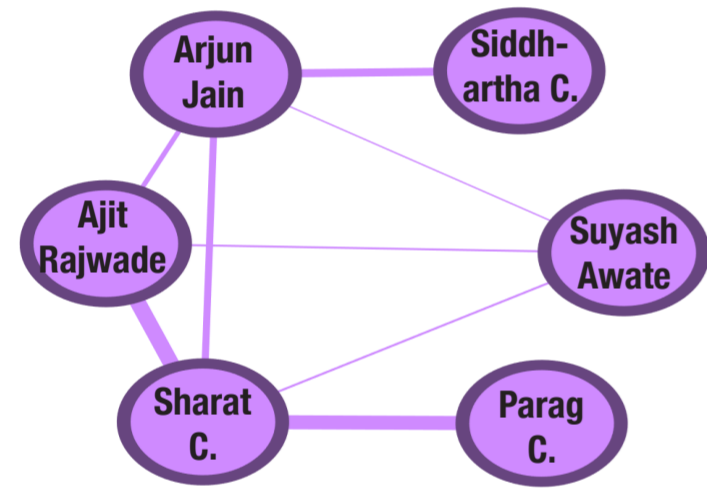 Arjun
Jain
Siddh-
artha C.
Ajit
Rajwade
Suyash
Awate
Sharat
C.
Parag
C.